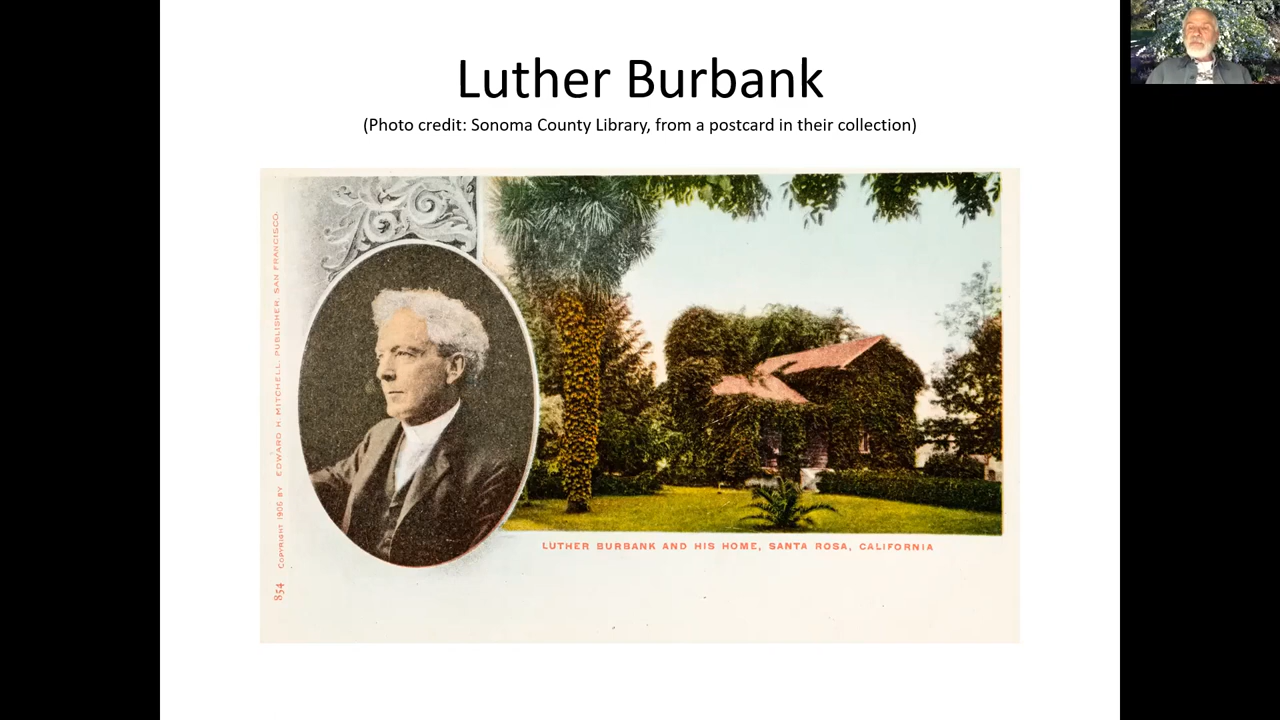 Luther Burbank
(Photo credit: Sonoma County Library, from a postcard in their collection)
854 COPYRIGHT 1906 BY EDWARD H. MITCHELL, PUBLISHER, SAN FRANCISCO.
LUTHER BURBANK AND HIS HOME, SANTA ROSA, CALIFORNIA